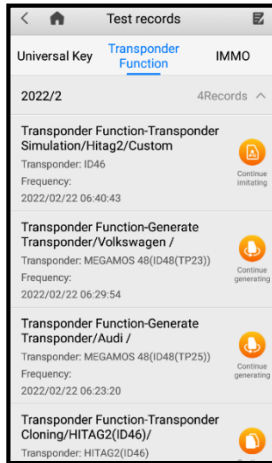 Test records
Universal Key
Transponder
Function
IMMO
2022/2
4Records
Transponder Function-Transponder
Simulation/Hitag2/Custom
Transponder: ID46
Frequency:
2022/02/22 06:40:43
Continue
imitating
Transponder Function-Generate
Transponder/Volkswagen /
Transponder: MEGAMOS 48(ID48(TP23))
Frequency:
2022/02/22 06:29:54
Continue
generating
Transponder Function-Generate
Transponder/Audi /
Transponder: MEGAMOS 48(ID48(TP25))
Frequency:
2022/02/22 06:23:20
Continue
generating
Transponder Function-Transponder
Cloning/HITAG2(ID46)/
Transponder: HITAG2(ID46)